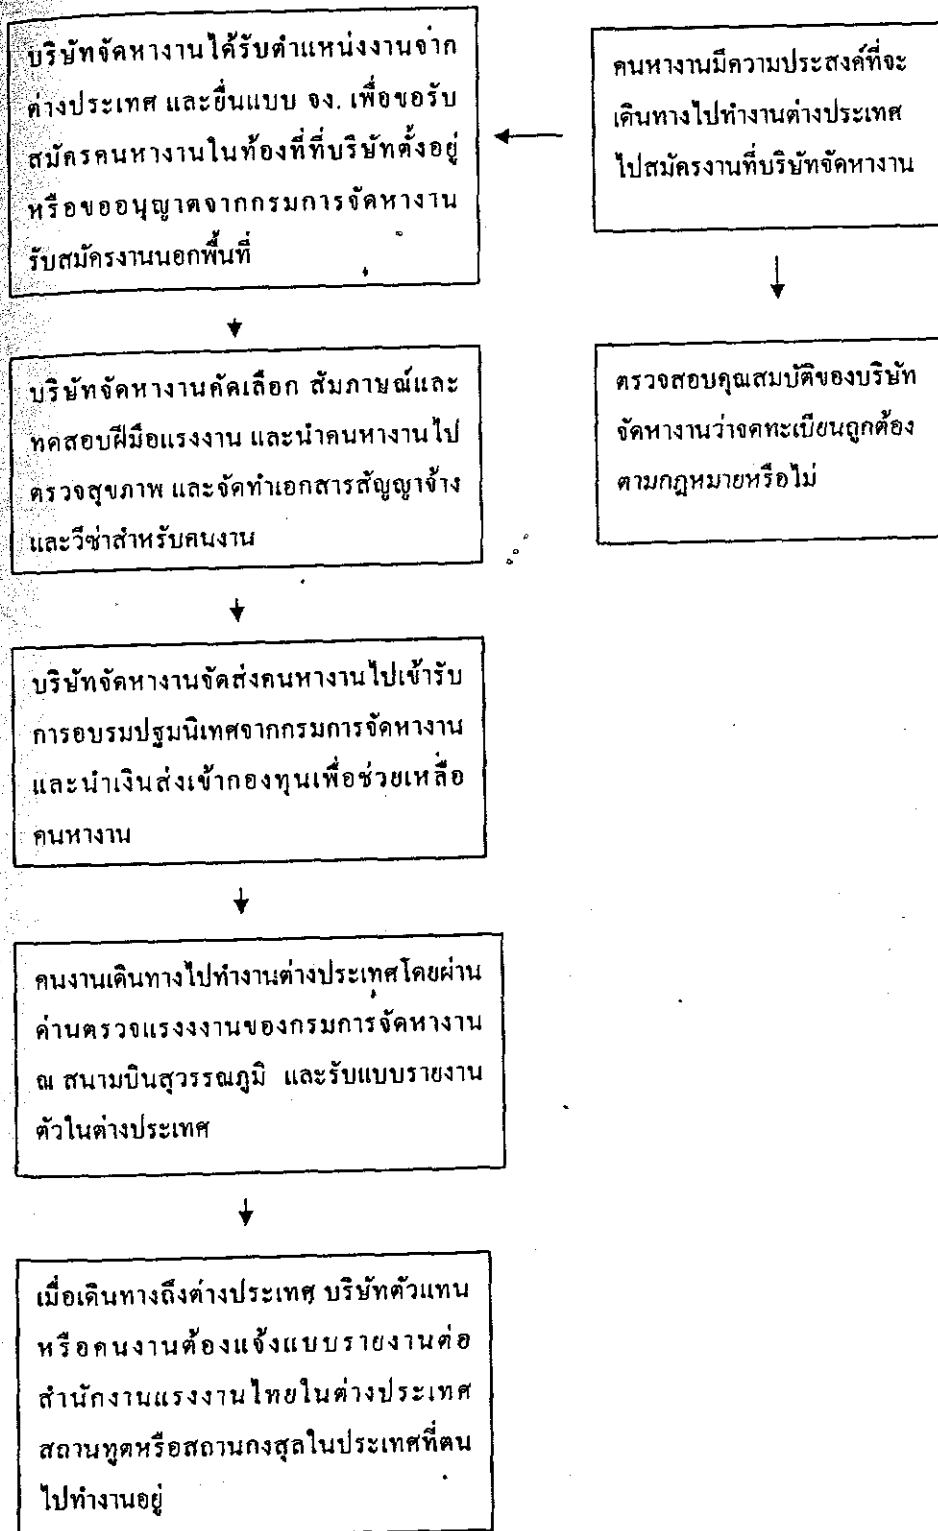 บริษัทจัดหางานได้รับตำแหน่งงานจาก
ต่างประเทศ และยื่นแบบ จง. เพื่อขอรับ
สมัครคนหางานในท้องที่ที่บริษัทตั้งอยู่
หรือขออนุญาตจากกรมการจัดหางาน
รับสมัครงานนอกพื้นที่
คนหางานมีความประสงค์ที่จะ
เดินทางไปทำงานต่างประเทศ
ไปสมัครงานที่บริษัทจัดหางาน
บริษัทจัดหางานคัดเลือก สัมภาษณ์และ
ทดสอบฝีมือแรงงาน และนำคนหางานไป
ตรวจสุขภาพ และจัดทำเอกสารสัญญาจ้าง
และวีซ่าสำหรับคนงาน
ตรวจสอบคุณสมบัติของบริษัท
จัดหางานว่าจดทะเบียนถูกต้อง
ตามกฎหมายหรือไม่
บริษัทจัดหางานจัดส่งคนหางานไปเข้ารับ
การอบรมปฐมนิเทศจากกรมการจัดหางาน
และนำเงินส่งเข้ากองทุนเพื่อช่วยเหลือ
คนหางาน
คนงานเดินทางไปทำงานต่างประเทศโดยผ่าน
ด่านตรวจแรงงงานของกรมการจัดหางาน
ณ สนามบินสุวรรณภูมิ และรับแบบรายงาน
ตัวในต่างประเทศ
เมื่อเดินทางถึงต่างประเทศ บริษัทตัวแทน
หรือคนงานต้องแจ้งแบบรายงานต่อ
สำนักงานแรงงานไทยในต่างประเทศ
สถานทูตหรือสถานกงสุลในประเทศที่ตน
ไปทำงานอยู่